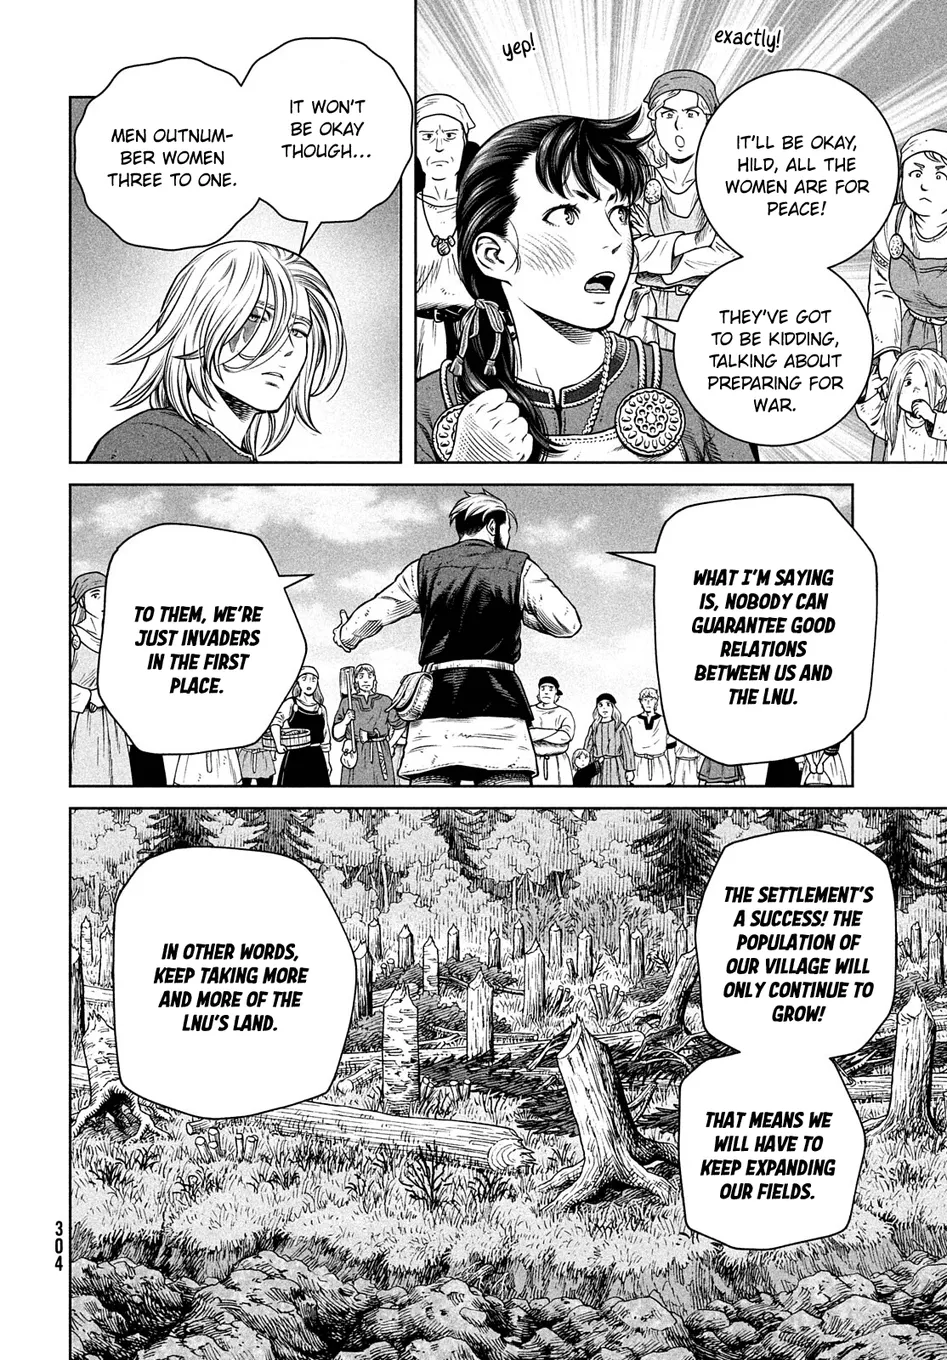 yep!
exactly!
IT'LL BE OKAY,
HILD, ALL THE
WOMEN ARE FOR
PEACE!
THEY'VE GOT
TO BE KIDDING,
TALKING ABOUT
PREPARING FOR
WAR.
IT WON'T
BE OKAY
THOUGH...
MEN OUTNUM-
BER WOMEN
THREE TO ONE.
WHAT I'M SAYING
IS, NOBODY CAN
GUARANTEE GOOD
RELATIONS
BETWEEN US AND
THE LNU.
TO THEM, WE'RE
JUST INVADERS
IN THE FIRST
PLACE.
THE SETTLEMENT'S
A SUCCESS! THE
POPULATION OF
OUR VILLAGE WILL
ONLY CONTINUE TO
GROW!
THAT MEANS WE
WILL HAVE TO
KEEP EXPANDING
OUR FIELDS.
IN OTHER WORDS,
KEEP TAKING MORE
AND MORE OF THE
LNU'S LAND.
304